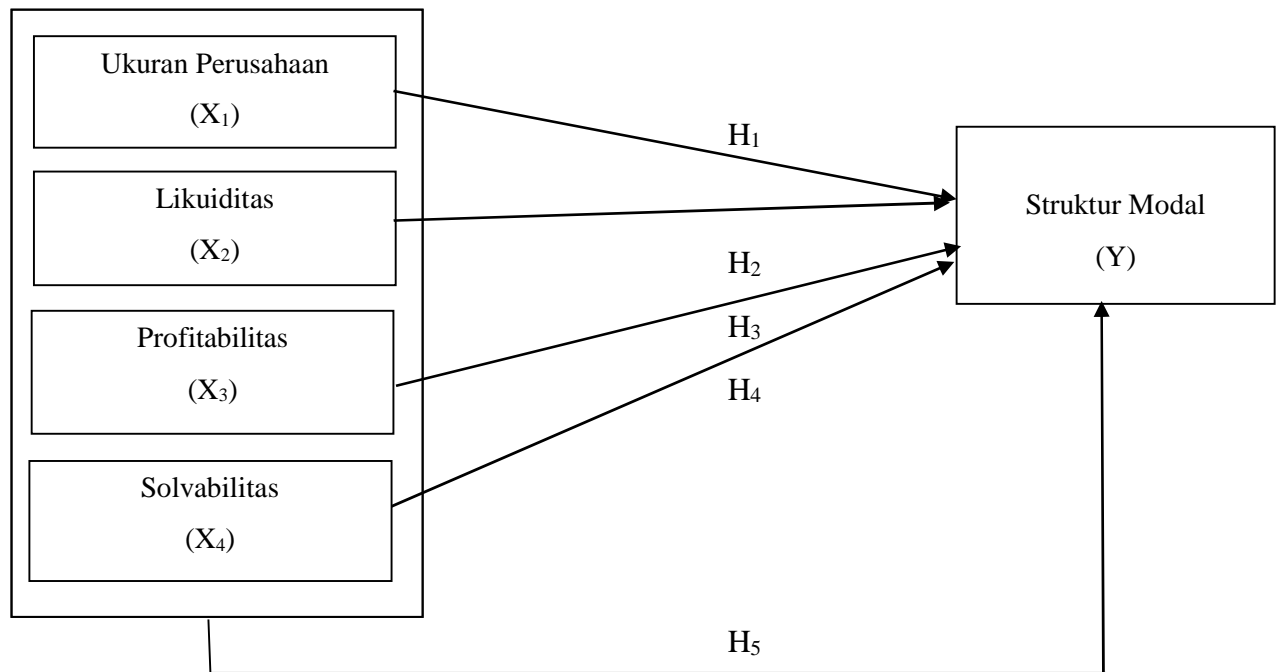 Ukuran Perusahaan
(X₁)
Likuiditas
(X₂)
Profitabilitas
(X₃)
Solvabilitas
(X₄)
H₁
H₂
H₃
H₄
H₅
Struktur Modal
(Y)